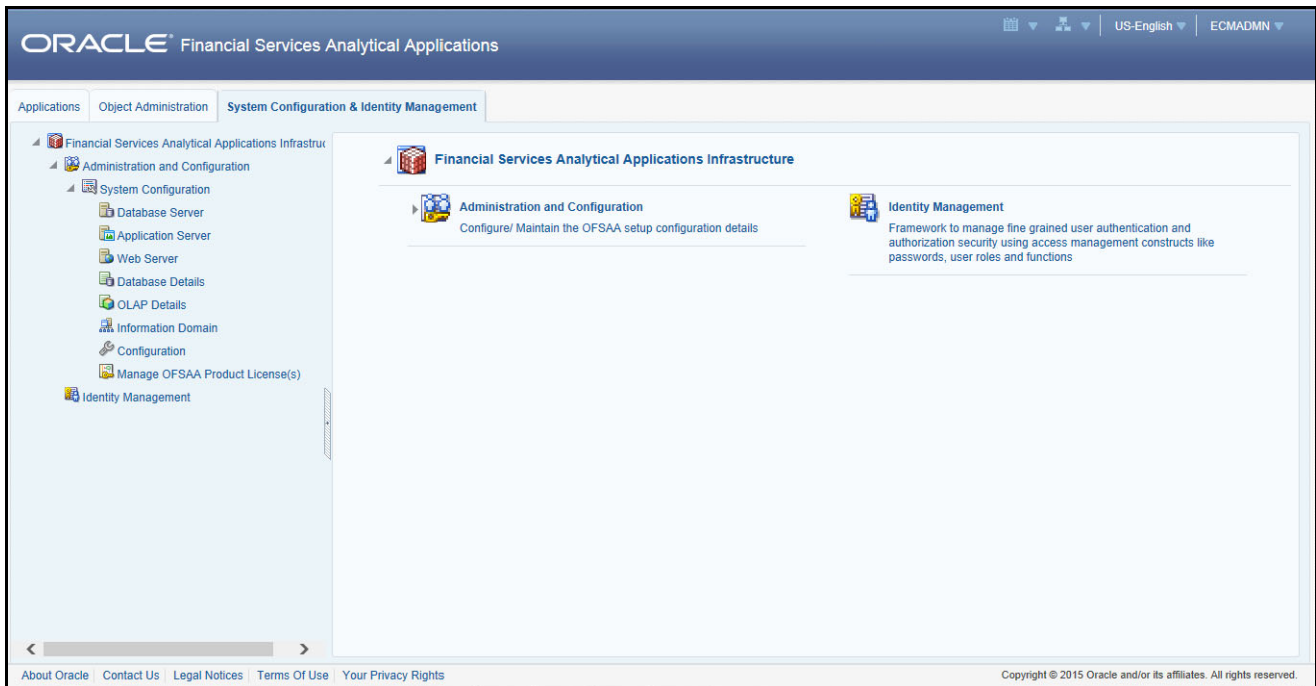 US-English
ECMADMN
ORACLE® Financial Services Analytical Applications
Applications
Object Administration
System Configuration & Identity Management
Financial Services Analytical Applications Infrastruc
Administration and Configuration
System Configuration
Database Server
Application Server
Web Server
Database Details
OLAP Details
Information Domain
Configuration
Manage OFSAA Product License(s)
Identity Management
Financial Services Analytical Applications Infrastructure
Administration and Configuration
Configure/ Maintain the OFSAA setup configuration details
Identity Management
Framework to manage fine grained user authentication and
authorization security using access management constructs like
passwords, user roles and functions
About Oracle
Contact Us
Legal Notices
Terms Of Use
Your Privacy Rights
Copyright © 2015 Oracle and/or its affiliates. All rights reserved.